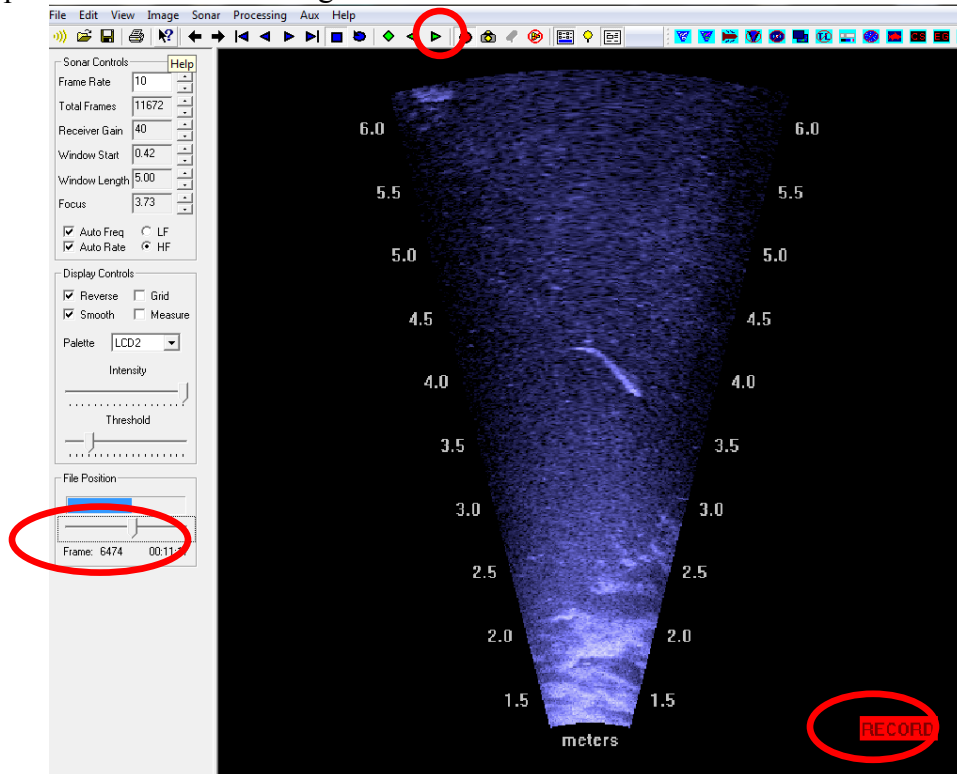 File Edit View Image Sonar Processing Aux Help
Sonar Controls
Help
Frame Rate 10
Total Frames 11672
Receiver Gain 40
Window Start 0.42
Window Length 5.00
Focus 3.73
Auto Freq LF
Auto Rate HF
Display Controls
Reverse Grid
Smooth Measure
Palette LCD2
Intensity
Threshold
File Position
Frame: 6474
6.0 6.0
5.5 5.5
5.0 5.0
4.5 4.5
4.0 4.0
3.5 3.5
3.0 3.0
2.5 2.5
2.0 2.0
1.5 1.5
meters
RECORD
CS EG